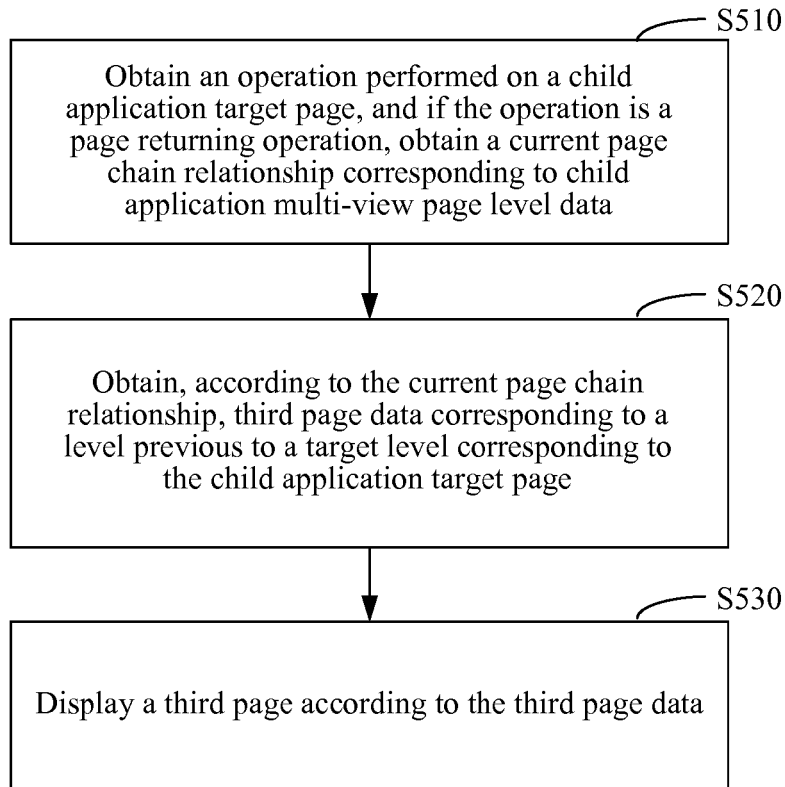 S510
Obtain an operation performed on a child
application target page, and if the operation is a
page returning operation, obtain a current page
chain relationship corresponding to child
application multi-view page level data
S520
Obtain, according to the current page chain
relationship, third page data corresponding to a
level previous to a target level corresponding to
the child application target page
S530
Display a third page according to the third page data